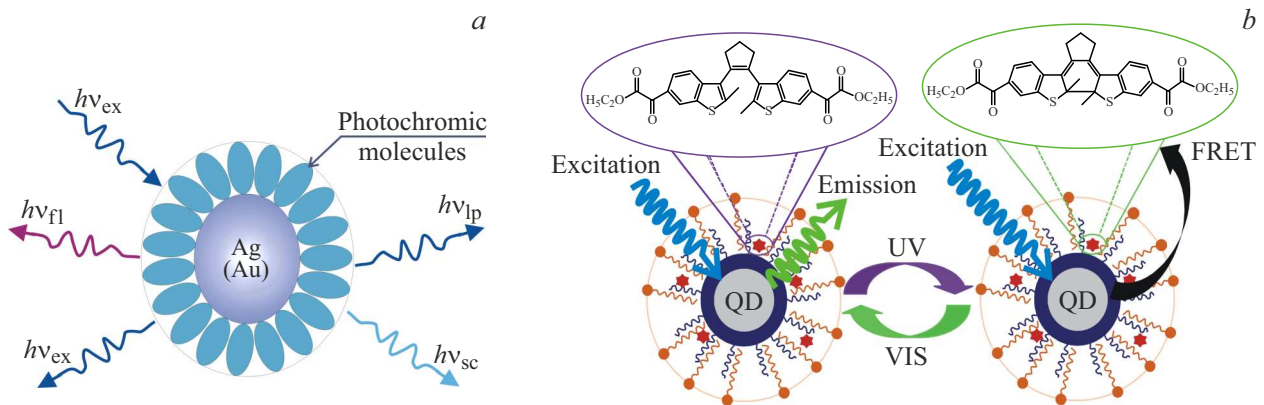 a
hνex
Photochromic
molecules
hνfl
hνlp
Ag
(Au)
hνex
hνsc
b
O
O
H5C2O
O
S
S
O
OC2H5
O
O
O
H5C2O
O
S
S
O
OC2H5
O
Excitation
Emission
Excitation
FRET
UV
QD
QD
VIS